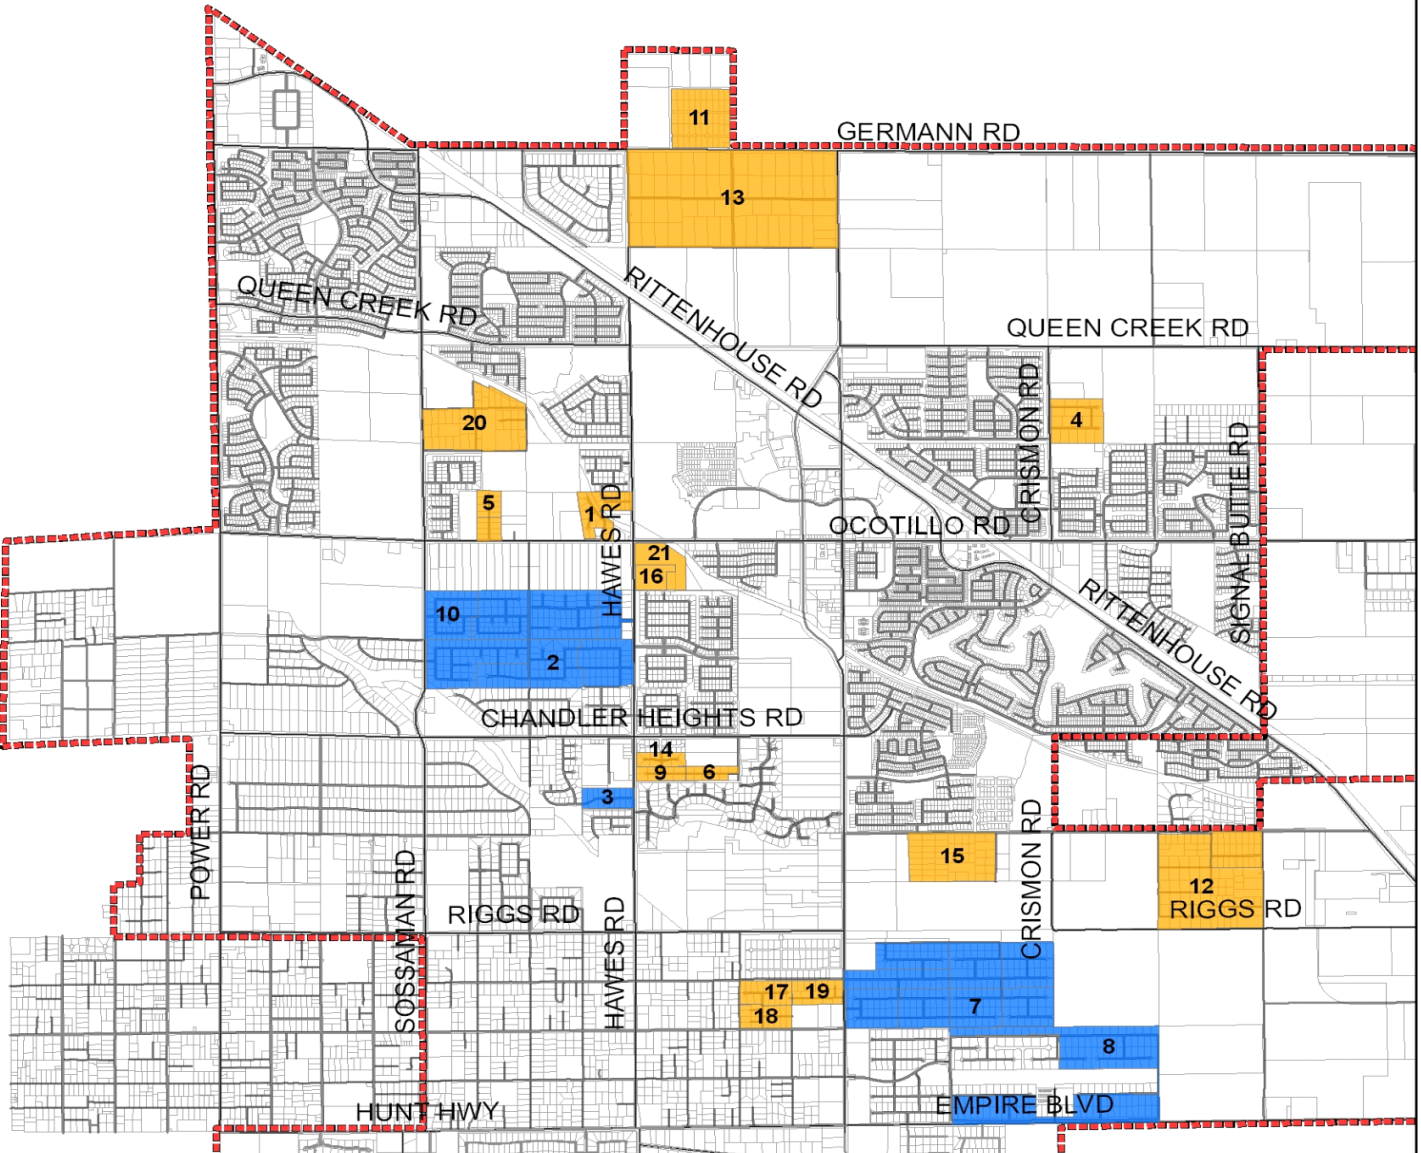 11
GERMANN RD
13
QUEEN CREEK RD
RITTENHOUSE RD
QUEEN CREEK RD
CRISMON RD
4
20
SIGNAL BUTTE RD
5
1
HAWES RD
OCOTILLO RD
21
16
10
2
RITTENHOUSE RD
CHANDLER HEIGHTS RD
14
9
6
3
POWER RD
CRISMON RD
15
12
SOSSAMAN RD
RIGGS RD
HAWES RD
RIGGS RD
17
19
18
7
8
HUNT HWY
EMPIRE BLVD